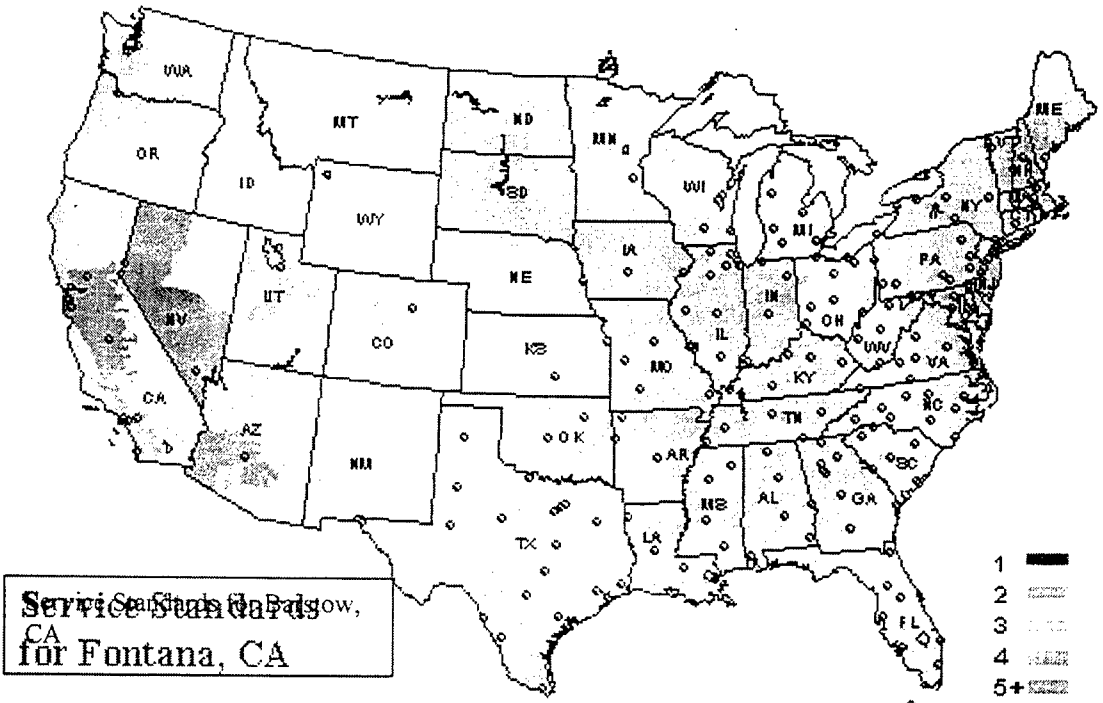 WA
MT
ND
MN
ME
OR
ID
SD
WI
NY
WY
MI
IA
PA
NE
NV
UT
IN
OH
IL
CO
KS
MO
WV
VA
KY
CA
AZ
NM
OK
TN
NC
AR
SC
MS
AL
GA
TX
LA
FL
1
2
3
4
5+
Service Standards for Barstow,
CA
Service Standards
for Fontana, CA